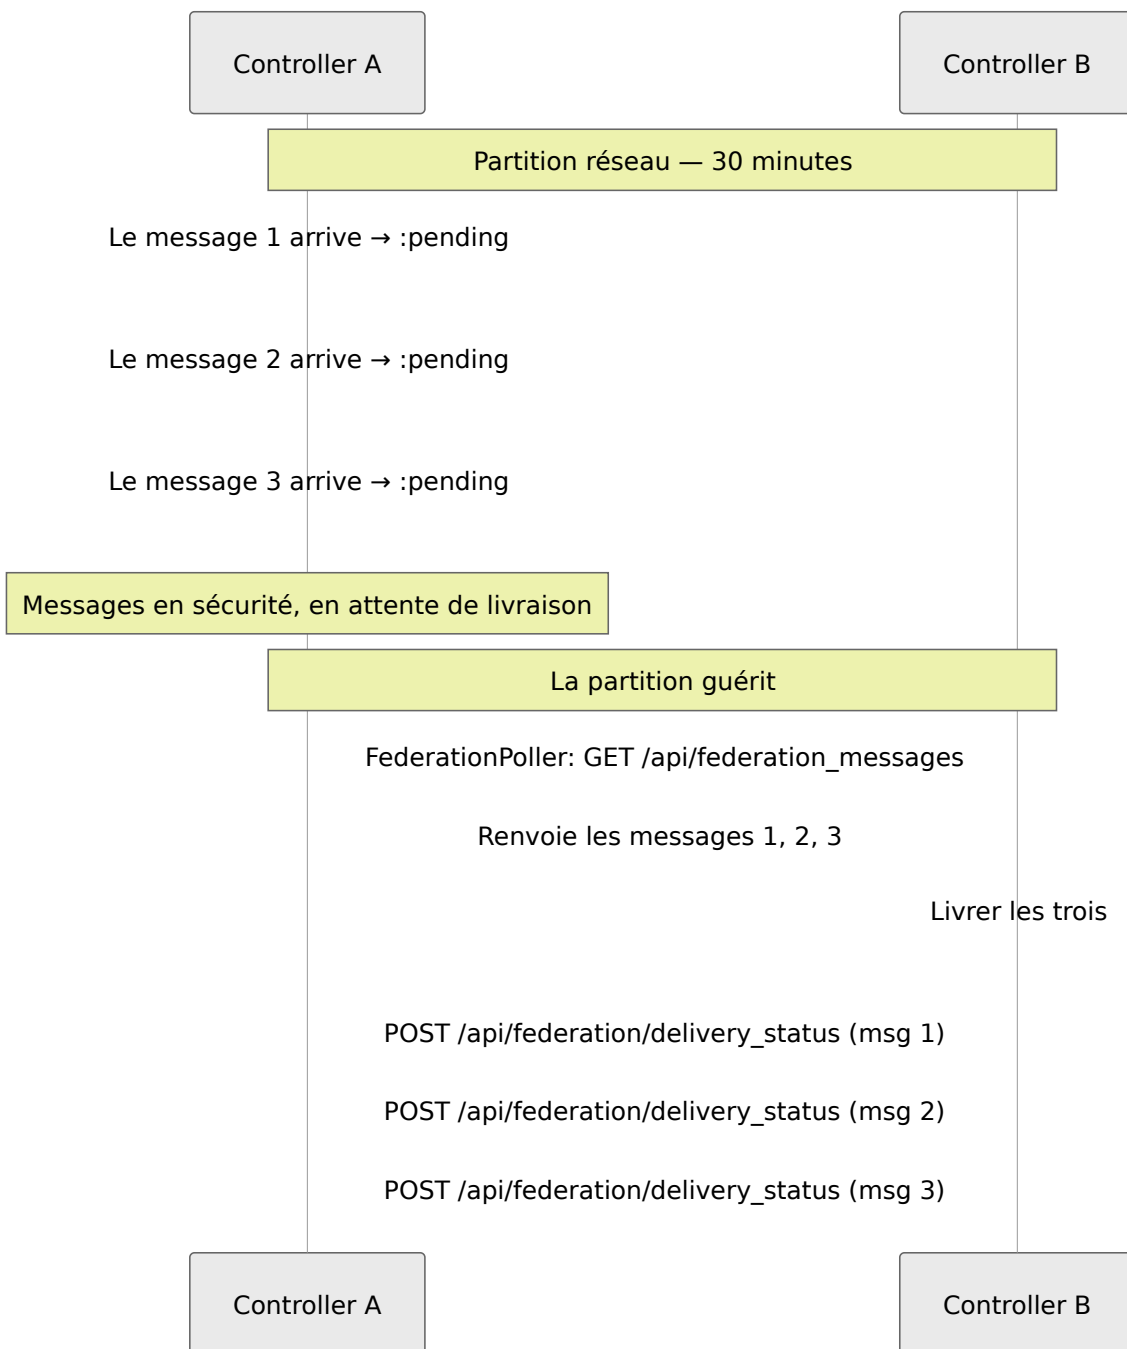 Controller A
Controller B
Partition réseau — 30 minutes
Le message 1 arrive → :pending
Le message 2 arrive → :pending
Le message 3 arrive → :pending
Messages en sécurité, en attente de livraison
La partition guérit
FederationPoller: GET /api/federation_messages
Renvoie les messages 1, 2, 3
Livrer les trois
POST /api/federation/delivery_status (msg 1)
POST /api/federation/delivery_status (msg 2)
POST /api/federation/delivery_status (msg 3)
Controller A
Controller B